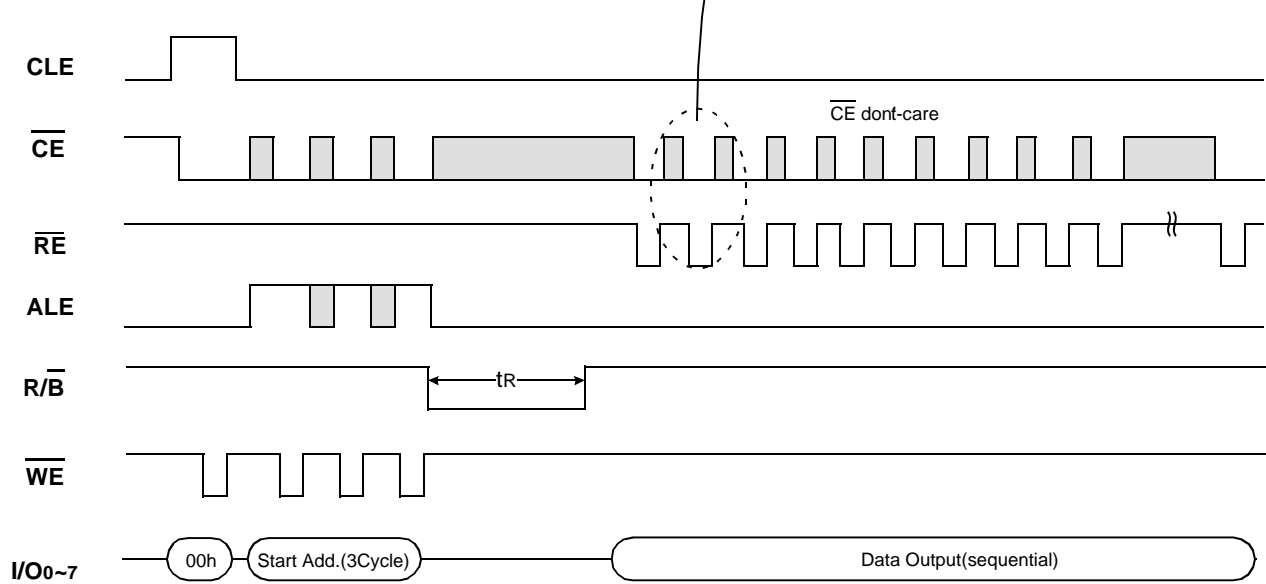 CLE
CE dont-care
CE
RE
ALE
R/B
tR
WE
I/O0~7
00h
Start Add.(3Cycle)
Data Output(sequential)